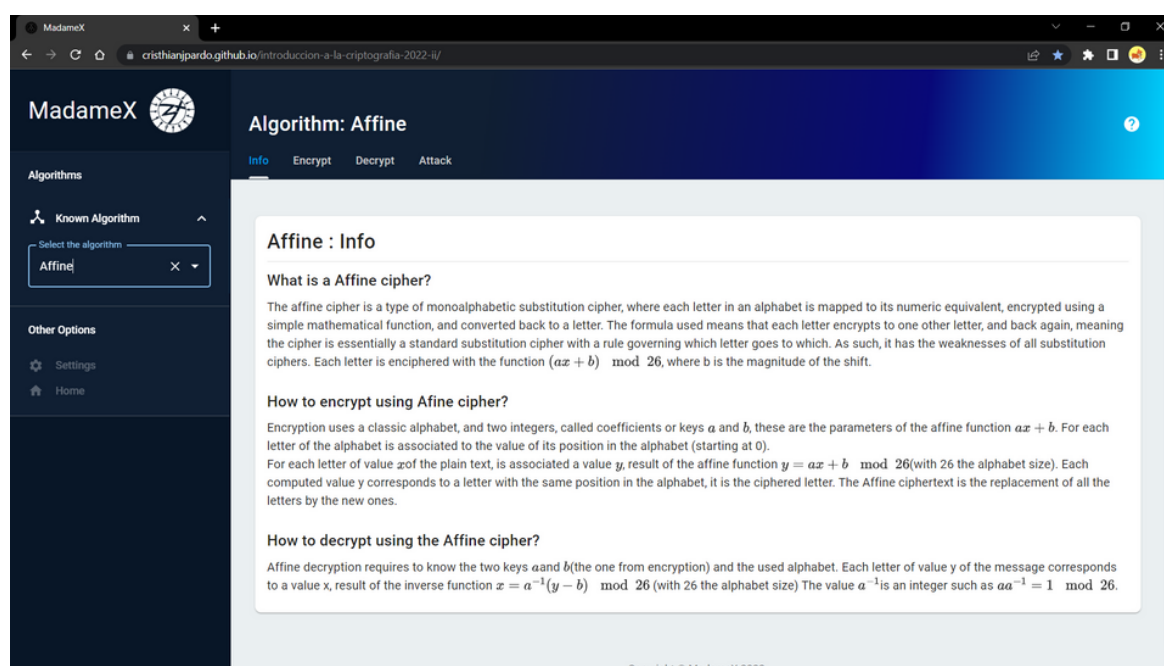 MadameX
cristhianjpardo.github.io/introduccion-a-la-criptografia-2022-ii/
MadameX
Algorithm: Affine
Info Encrypt Decrypt Attack
Algorithms
Known Algorithm
Select the algorithm
Affine
Other Options
Settings
Home
Affine : Info
What is a Affine cipher?
The affine cipher is a type of monoalphabetic substitution cipher, where each letter in an alphabet is mapped to its numeric equivalent, encrypted using a
simple mathematical function, and converted back to a letter. The formula used means that each letter encrypts to one other letter, and back again, meaning
the cipher is essentially a standard substitution cipher with a rule governing which letter goes to which. As such, it has the weaknesses of all substitution
ciphers. Each letter is enciphered with the function (ax + b) mod 26, where b is the magnitude of the shift.
How to encrypt using Afine cipher?
Encryption uses a classic alphabet, and two integers, called coefficients or keys a and b, these are the parameters of the affine function ax + b. For each
letter of the alphabet is associated to the value of its position in the alphabet (starting at 0).
For each letter of value xof the plain text, is associated a value y, result of the affine function y = ax + b mod 26(with 26 the alphabet size). Each
computed value y corresponds to a letter with the same position in the alphabet, it is the ciphered letter. The Affine ciphertext is the replacement of all the
letters by the new ones.
How to decrypt using the Affine cipher?
Affine decryption requires to know the two keys aand b(the one from encryption) and the used alphabet. Each letter of value y of the message corresponds
to a value x, result of the inverse function x = a⁻¹(y − b) mod 26 (with 26 the alphabet size) The value a⁻¹is an integer such as aa⁻¹ = 1 mod 26.